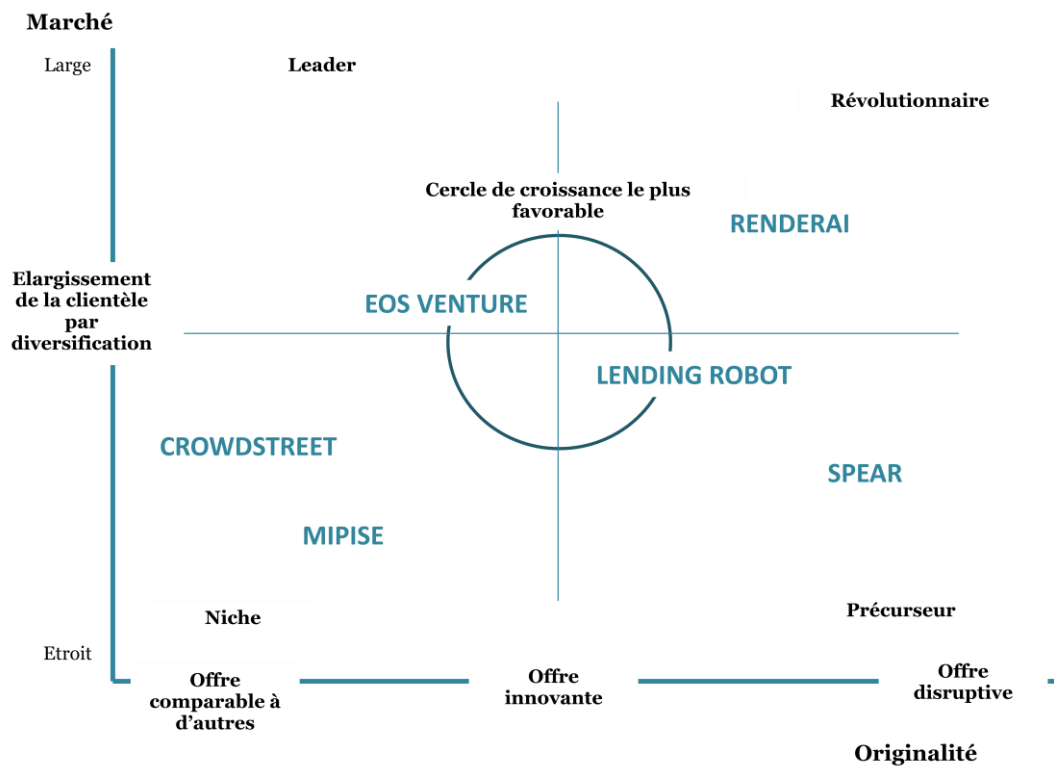 Marché
Large
Leader
Révolutionnaire
Cercle de croissance le plus
favorable
RENDERAI
Elargissement
de la clientèle
par
diversification
EOS VENTURE
LENDING ROBOT
CROWDSTREET
SPEAR
MIPISE
Niche
Précurseur
Etroit
Offre
comparable à
d'autres
Offre
innovante
Offre
disruptive
Originalité